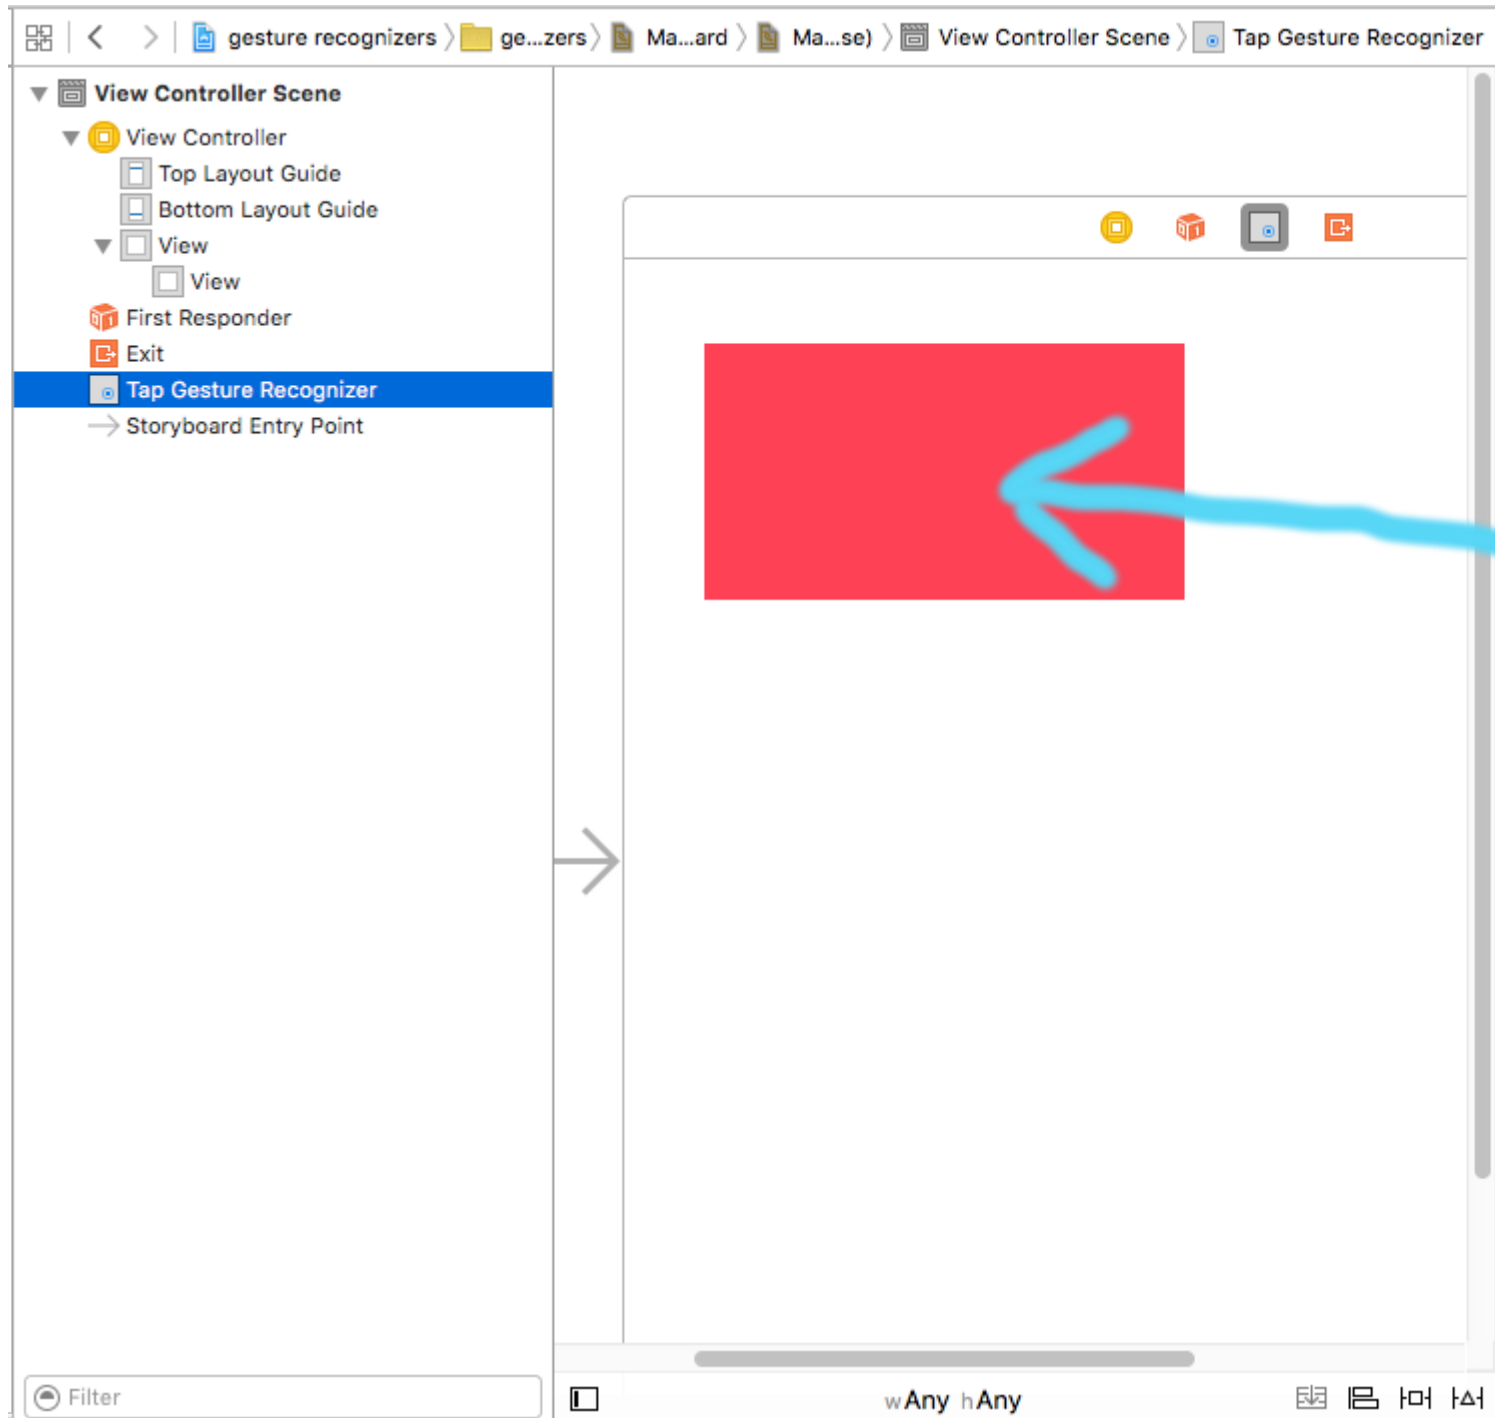 gesture recognizers ge...zers Ma...ard Ma...se) View Controller Scene Tap Gesture Recognizer
View Controller Scene
View Controller
Top Layout Guide
Bottom Layout Guide
View
View
First Responder
Exit
Tap Gesture Recognizer
Storyboard Entry Point
Filter
wAny hAny